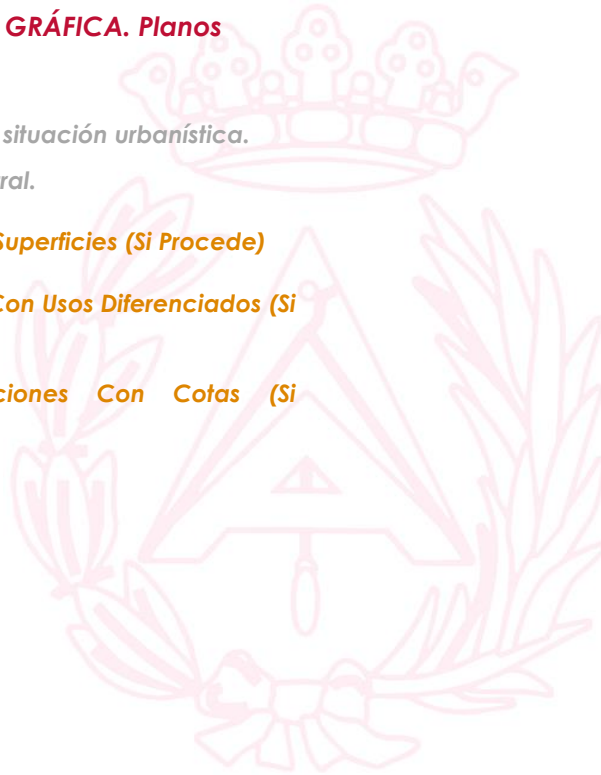 GRÁFICA. Planos
situación urbanística.
ral.
Superficies (Si Procede)
Con Usos Diferenciados (Si
ciones Con Cotas (Si